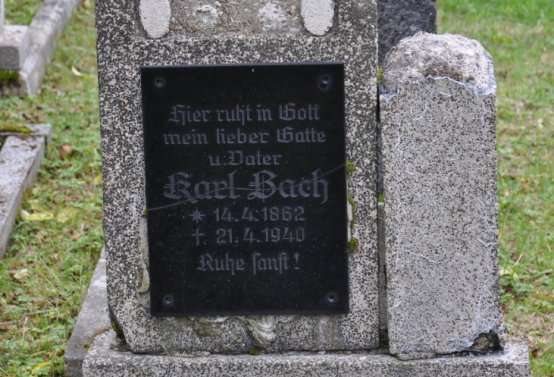 Hier ruht in Gott
mein lieber Gatte
u. Vater
Karl Bach
* 14.4.1862
† 21.4.1940
Ruhe sanft!